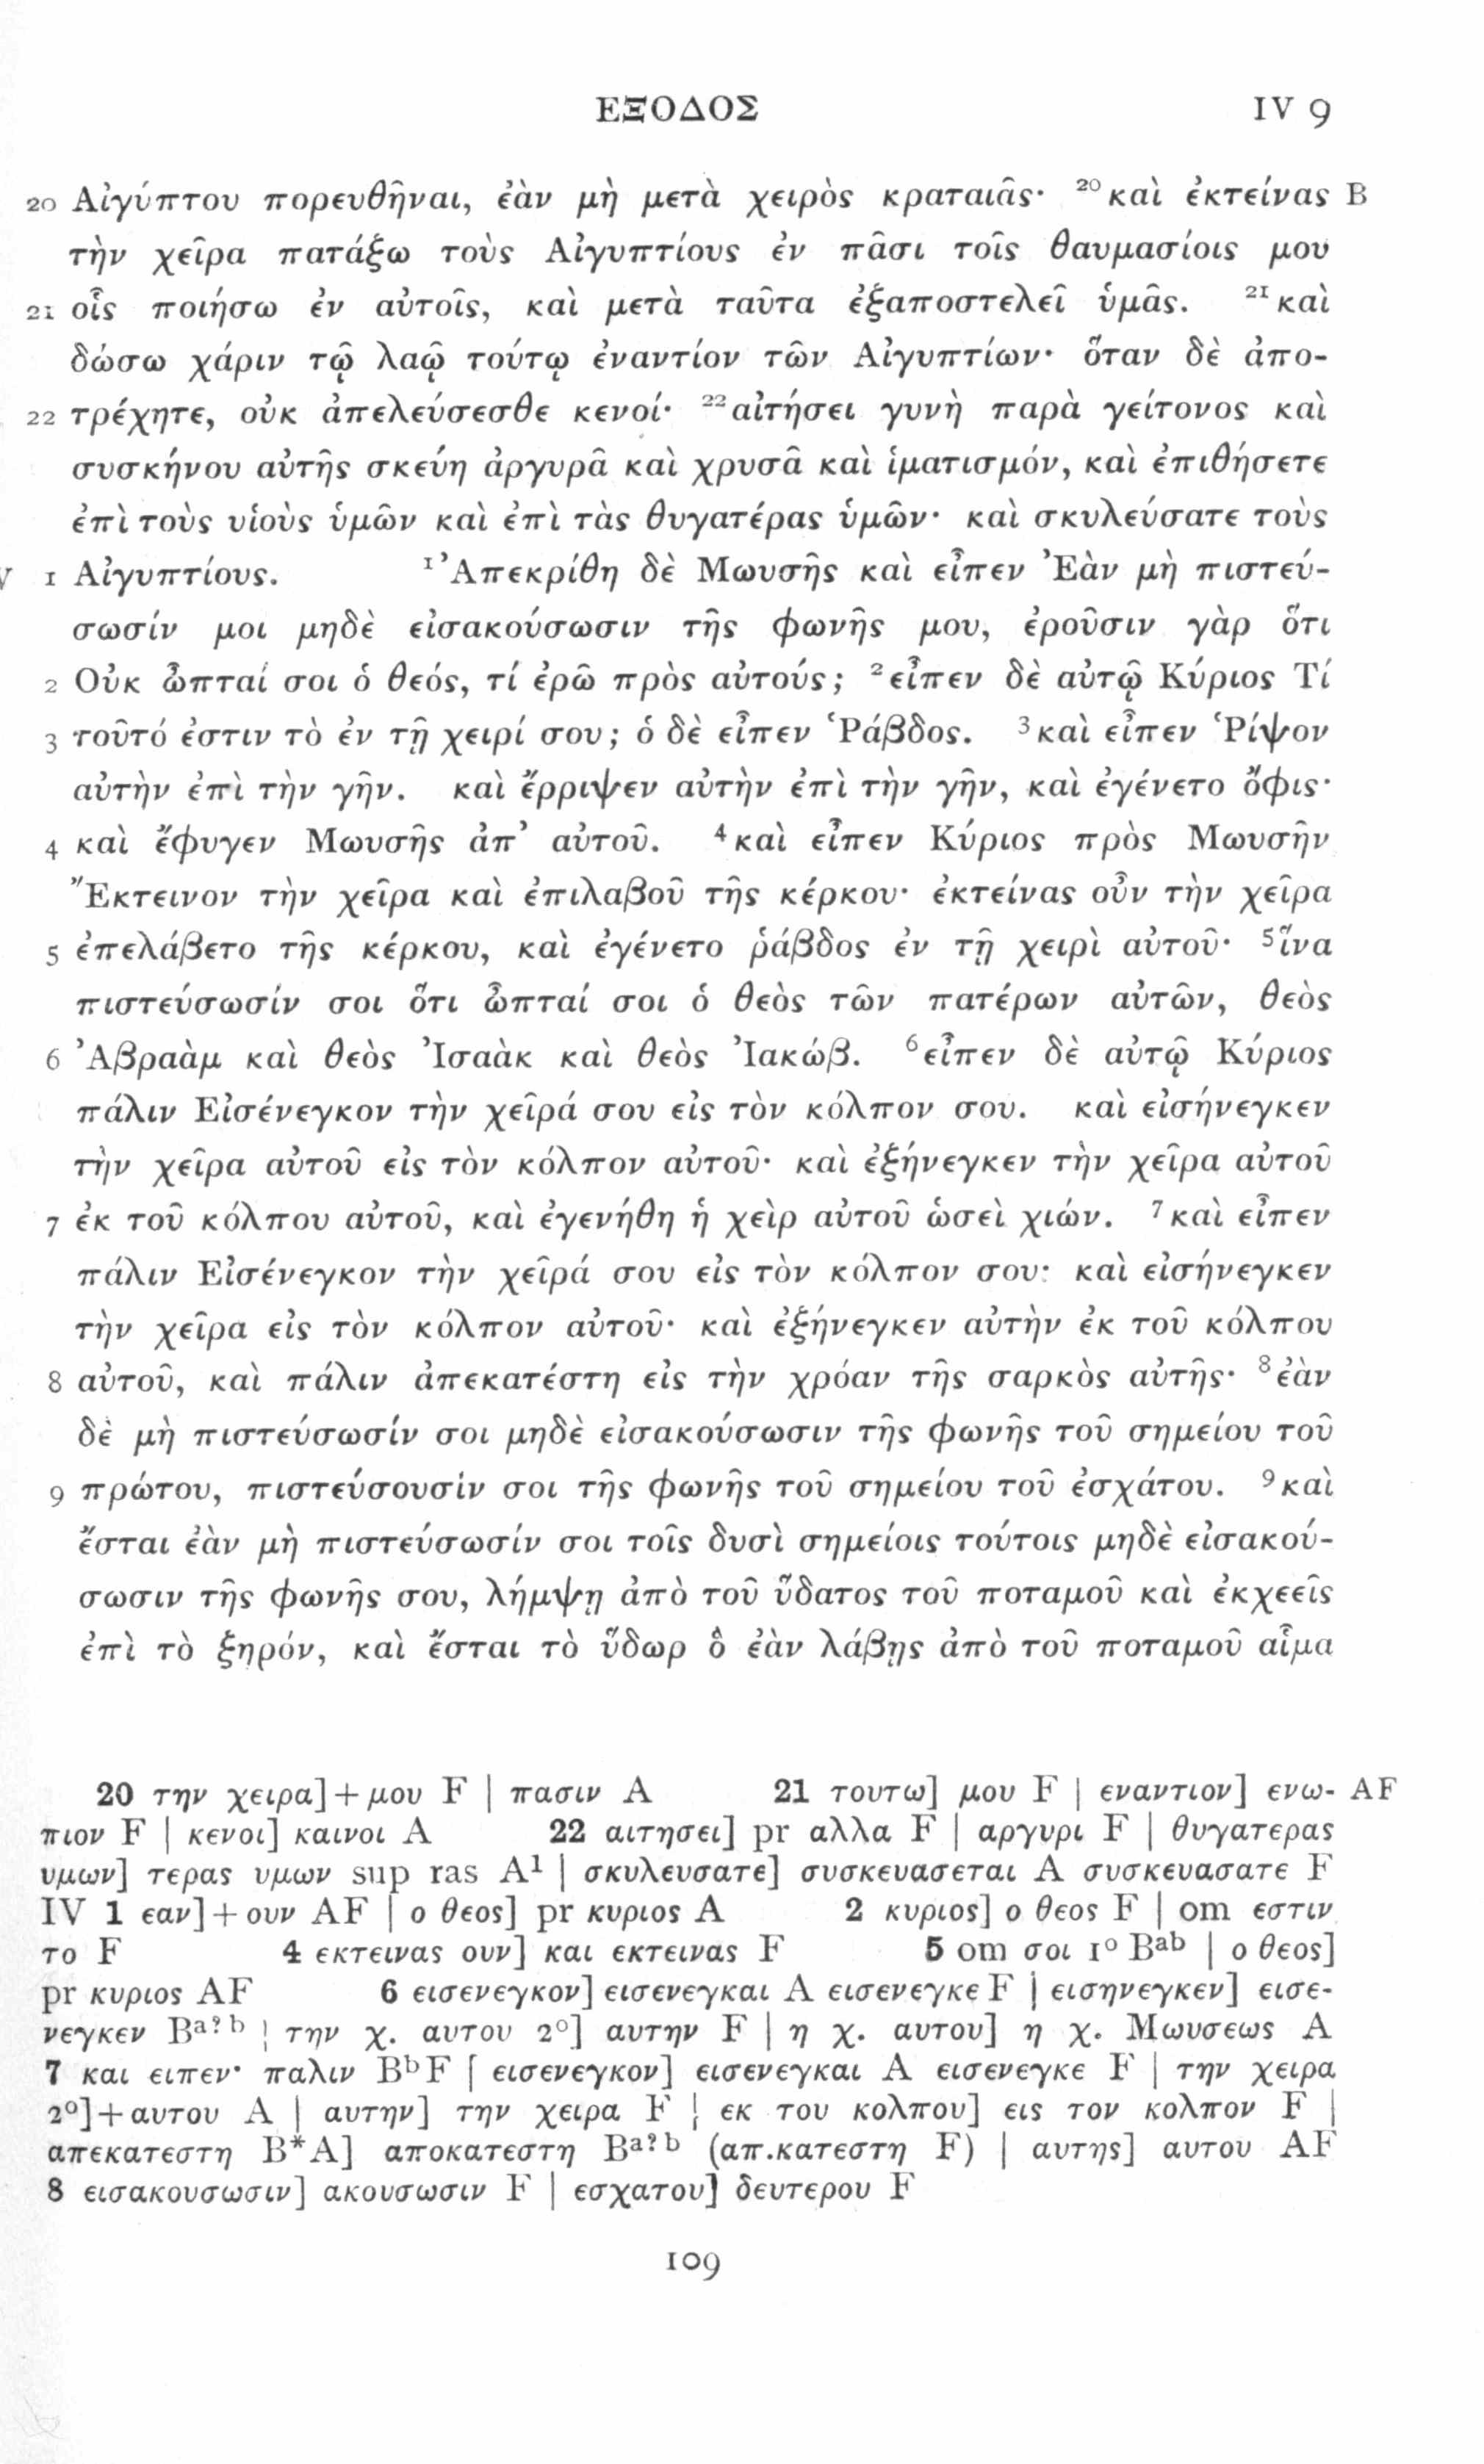 ΕΞΟΔΟΣ IV 9
20 Αἰγύπτου πορευθῆναι, ἐὰν μὴ μετὰ χειρὸς κραταιᾶς· ²⁰καὶ ἐκτείνας B
τὴν χεῖρα πατάξω τοὺς Αἰγυπτίους ἐν πᾶσι τοῖς θαυμασίοις μου
21 οἷς ποιήσω ἐν αὐτοῖς, καὶ μετὰ ταῦτα ἐξαποστελεῖ ὑμᾶς. ²¹καὶ
δώσω χάριν τῷ λαῷ τούτῳ ἐναντίον τῶν Αἰγυπτίων· ὅταν δὲ ἀπο-
22 τρέχητε, οὐκ ἀπελεύσεσθε κενοί· ²²αἰτήσει γυνὴ παρὰ γείτονος καὶ
συσκήνου αὐτῆς σκεύη ἀργυρᾶ καὶ χρυσᾶ καὶ ἱματισμόν, καὶ ἐπιθήσετε
ἐπὶ τοὺς υἱοὺς ὑμῶν καὶ ἐπὶ τὰς θυγατέρας ὑμῶν· καὶ σκυλεύσατε τοὺς
V 1 Αἰγυπτίους. ¹Ἀπεκρίθη δὲ Μωυσῆς καὶ εἶπεν Ἐὰν μὴ πιστεύ-
σωσίν μοι μηδὲ εἰσακούσωσιν τῆς φωνῆς μου, ἐροῦσιν γὰρ ὅτι
2 Οὐκ ὦπταί σοι ὁ θεός, τί ἐρῶ πρὸς αὐτούς; ²εἶπεν δὲ αὐτῷ Κύριος Τί
3 τοῦτό ἐστιν τὸ ἐν τῇ χειρί σου; ὁ δὲ εἶπεν Ῥάβδος. ³καὶ εἶπεν Ῥίψον
αὐτὴν ἐπὶ τὴν γῆν. καὶ ἔρριψεν αὐτὴν ἐπὶ τὴν γῆν, καὶ ἐγένετο ὄφις·
4 καὶ ἔφυγεν Μωυσῆς ἀπ’ αὐτοῦ. ⁴καὶ εἶπεν Κύριος πρὸς Μωυσῆν
Ἔκτεινον τὴν χεῖρα καὶ ἐπιλαβοῦ τῆς κέρκου· ἐκτείνας οὖν τὴν χεῖρα
5 ἐπελάβετο τῆς κέρκου, καὶ ἐγένετο ῥάβδος ἐν τῇ χειρὶ αὐτοῦ· ⁵ἵνα
πιστεύσωσίν σοι ὅτι ὦπταί σοι ὁ θεὸς τῶν πατέρων αὐτῶν, θεὸς
6 Ἀβραὰμ καὶ θεὸς Ἰσαὰκ καὶ θεὸς Ἰακώβ. ⁶εἶπεν δὲ αὐτῷ Κύριος
πάλιν Εἰσένεγκον τὴν χεῖρά σου εἰς τὸν κόλπον σου. καὶ εἰσήνεγκεν
τὴν χεῖρα αὐτοῦ εἰς τὸν κόλπον αὐτοῦ· καὶ ἐξήνεγκεν τὴν χεῖρα αὐτοῦ
7 ἐκ τοῦ κόλπου αὐτοῦ, καὶ ἐγενήθη ἡ χεὶρ αὐτοῦ ὡσεὶ χιών. ⁷καὶ εἶπεν
πάλιν Εἰσένεγκον τὴν χεῖρά σου εἰς τὸν κόλπον σου· καὶ εἰσήνεγκεν
τὴν χεῖρα εἰς τὸν κόλπον αὐτοῦ· καὶ ἐξήνεγκεν αὐτὴν ἐκ τοῦ κόλπου
8 αὐτοῦ, καὶ πάλιν ἀπεκατέστη εἰς τὴν χρόαν τῆς σαρκὸς αὐτῆς· ⁸ἐὰν
δὲ μὴ πιστεύσωσίν σοι μηδὲ εἰσακούσωσιν τῆς φωνῆς τοῦ σημείου τοῦ
9 πρώτου, πιστεύσουσίν σοι τῆς φωνῆς τοῦ σημείου τοῦ ἐσχάτου. ⁹καὶ
ἔσται ἐὰν μὴ πιστεύσωσίν σοι τοῖς δυσὶ σημείοις τούτοις μηδὲ εἰσακού-
σωσιν τῆς φωνῆς σου, λήμψῃ ἀπὸ τοῦ ὕδατος τοῦ ποταμοῦ καὶ ἐκχεεῖς
ἐπὶ τὸ ξηρόν, καὶ ἔσται τὸ ὕδωρ ὃ ἐὰν λάβῃς ἀπὸ τοῦ ποταμοῦ αἷμα
20 την χειρα]+μου F | πασιν A 21 τουτω] μου F | εναντιον] ενω- AF
πιον F | κενοι] καινοι A 22 αιτησει] pr αλλα F | αργυρι F | θυγατερας
υμων] τερας υμων sup ras A¹ | σκυλευσατε] συσκευασεται A συσκευασατε F
IV 1 εαν]+ουν AF | ο θεος] pr κυριος A 2 κυριος] ο θεος F | om εστιν
το F 4 εκτεινας ουν] και εκτεινας F 5 om σοι 1° Bᵃᵇ | ο θεος]
pr κυριος AF 6 εισενεγκον] εισενεγκαι A εισενεγκε F | εισηνεγκεν] εισε-
νεγκεν Bᵃ?ᵇ | την χ. αυτου 2°] αυτην F | η χ. αυτου] η χ. Μωυσεως A
7 και ειπεν· παλιν BᵇF | εισενεγκον] εισενεγκαι A εισενεγκε F | την χειρα
2°]+αυτου A | αυτην] την χειρα F | εκ του κολπου] εις τον κολπον F |
απεκατεστη B*A] αποκατεστη Bᵃ?ᵇ (απ.κατεστη F) | αυτης] αυτου AF
8 εισακουσωσιν] ακουσωσιν F | εσχατου] δευτερου F
109